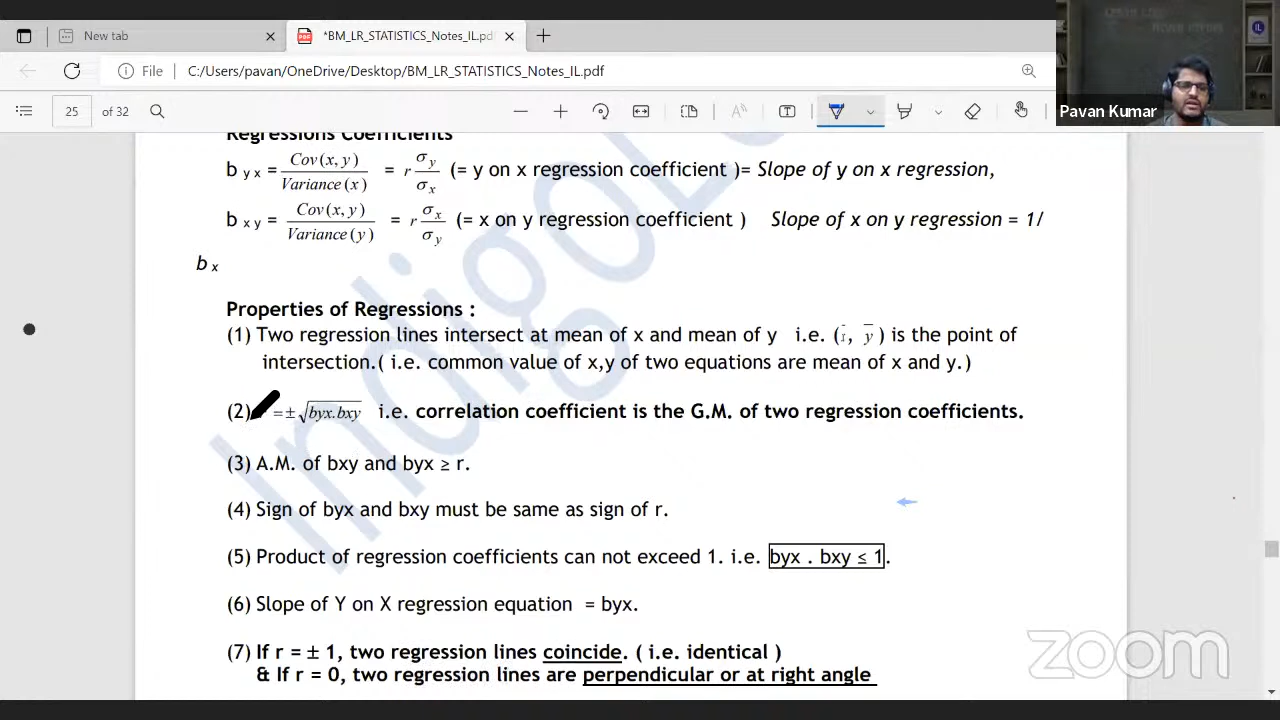 New tab
*BM_LR_STATISTICS_Notes_IL.pdf
File C:/Users/pavan/OneDrive/Desktop/BM_LR_STATISTICS_Notes_IL.pdf
25 of 32
Pavan Kumar
Regressions Coefficients
b yx = Cov(x, y) / Variance(x) = r σy / σx (= y on x regression coefficient )= Slope of y on x regression,
b xy = Cov(x, y) / Variance(y) = r σx / σy (= x on y regression coefficient ) Slope of x on y regression = 1/
b x
Properties of Regressions :
(1) Two regression lines intersect at mean of x and mean of y i.e. (x̄, ȳ) is the point of
intersection.( i.e. common value of x,y of two equations are mean of x and y.)
(2) = ± √byx.bxy i.e. correlation coefficient is the G.M. of two regression coefficients.
(3) A.M. of bxy and byx ≥ r.
(4) Sign of byx and bxy must be same as sign of r.
(5) Product of regression coefficients can not exceed 1. i.e. byx . bxy ≤ 1.
(6) Slope of Y on X regression equation = byx.
(7) If r = ± 1, two regression lines coincide. ( i.e. identical )
& If r = 0, two regression lines are perpendicular or at right angle
zoom